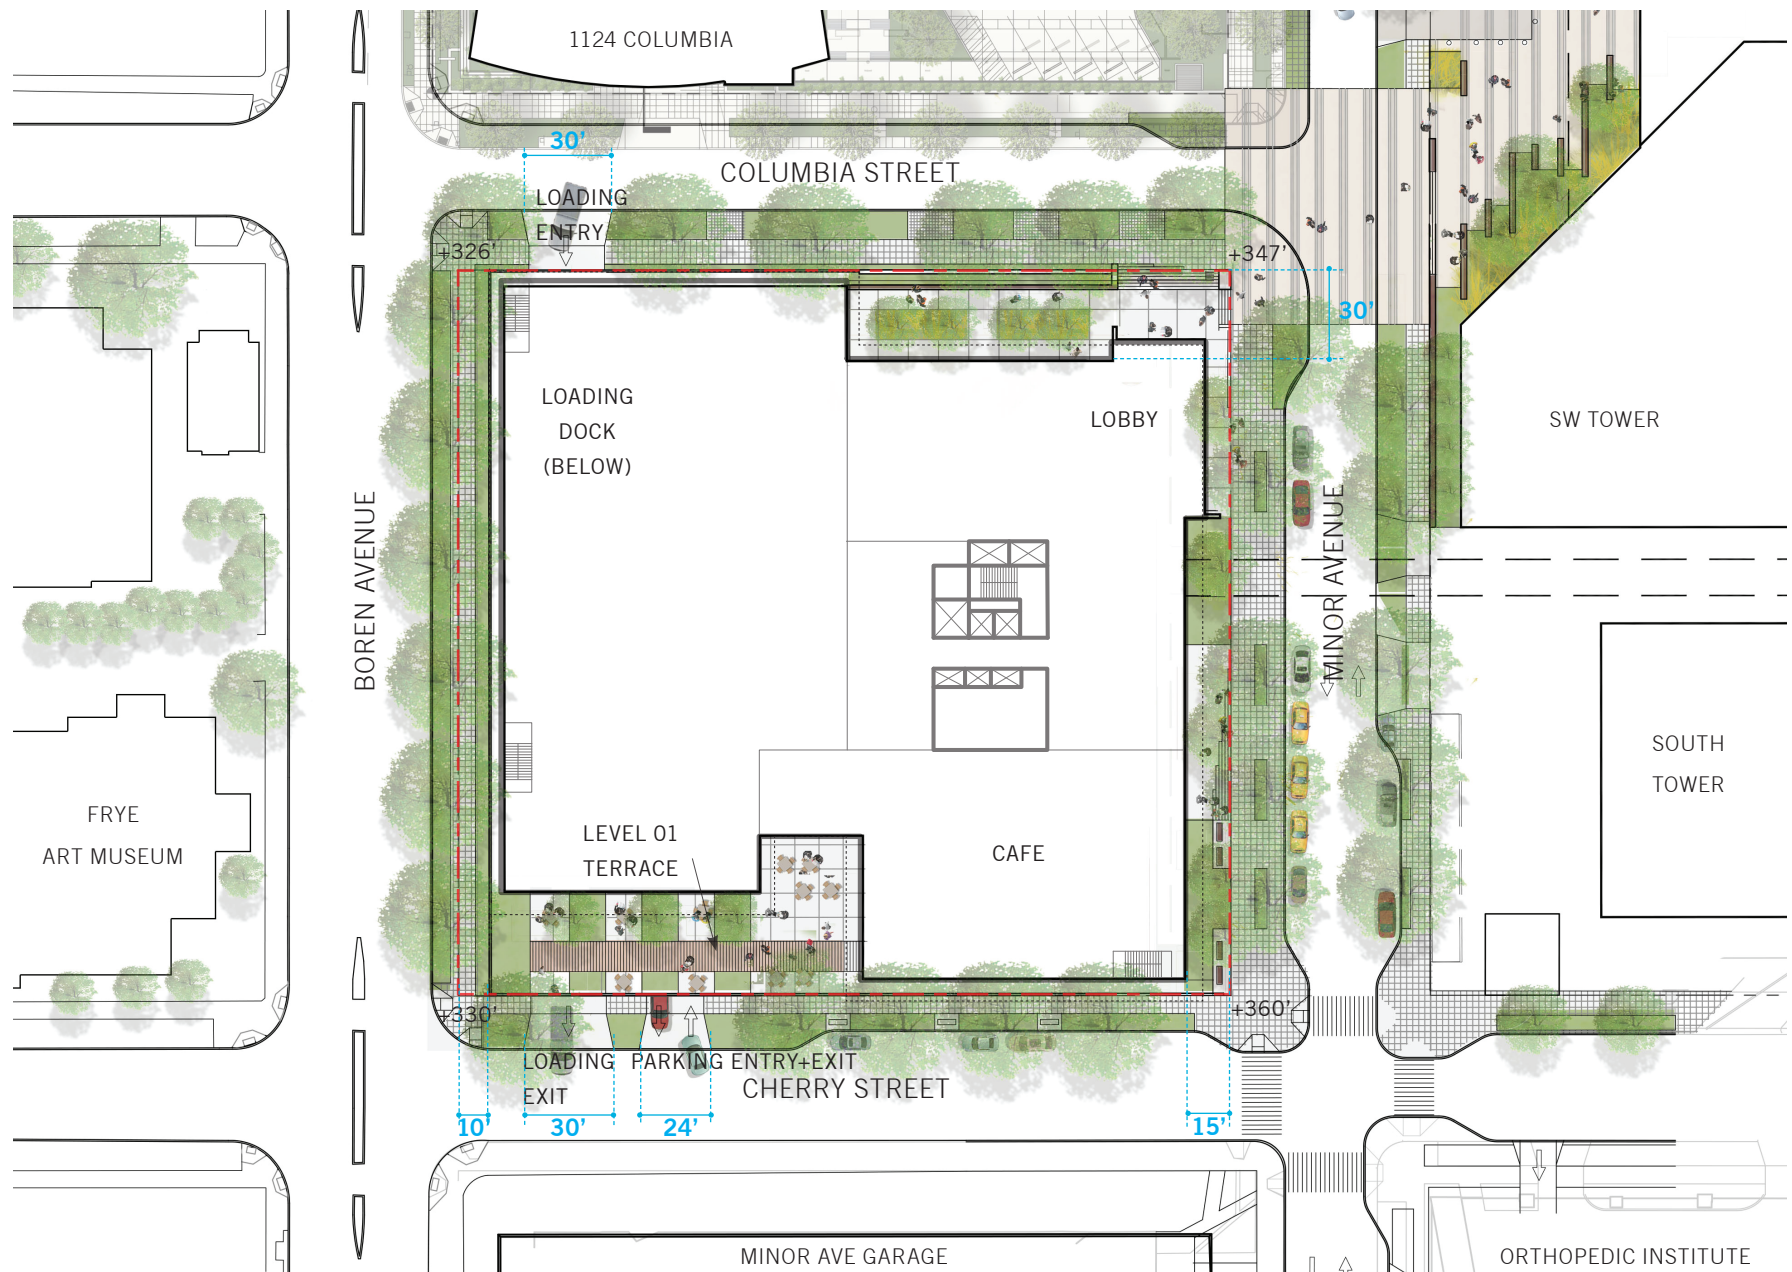 1124 COLUMBIA
30'
COLUMBIA STREET
LOADING
ENTRY
+326'
+347'
30'
LOADING
DOCK
(BELOW)
LOBBY
SW TOWER
BOREN AVENUE
MINOR AVENUE
SOUTH
TOWER
FRYE
ART MUSEUM
LEVEL 01
TERRACE
CAFE
+330'
+360'
LOADING
EXIT
PARKING ENTRY+EXIT
CHERRY STREET
10'
30'
24'
15'
MINOR AVE GARAGE
ORTHOPEDIC INSTITUTE